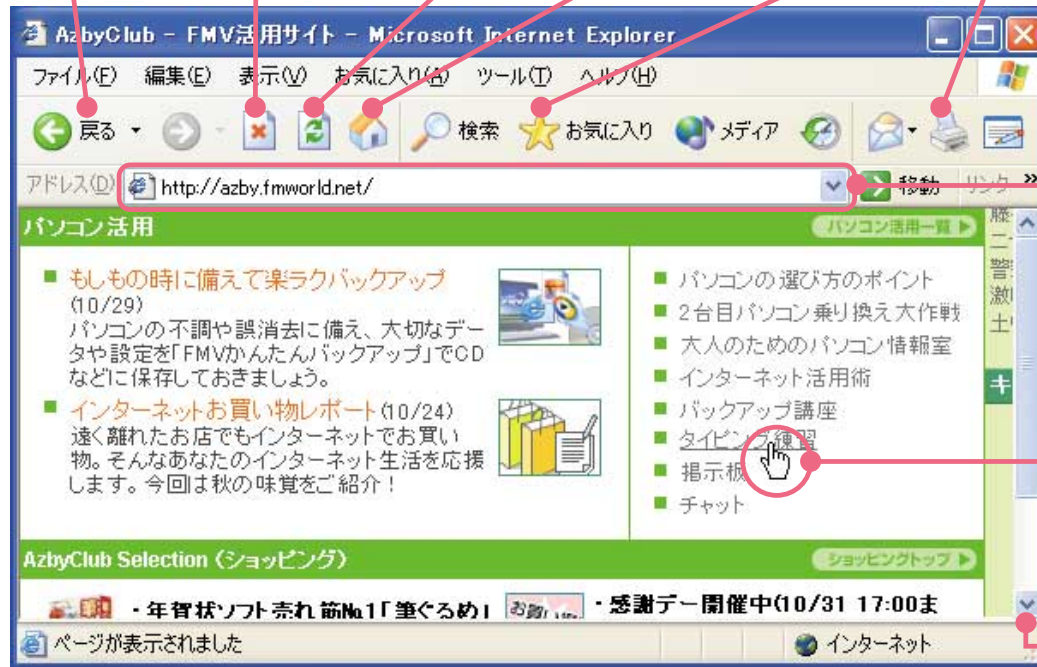 AzbyClub - FMV活用サイト - Microsoft Internet Explorer
ファイル(F) 編集(E) 表示(V) お気に入り(A) ツール(T) ヘルプ(H)
戻る 検索 お気に入り メディア
アドレス(D) http://azby.fmworld.net/ 移動 リンク »
パソコン活用 パソコン活用一覧
もしもの時に備えて楽ラクバックアップ
(10/29)
パソコンの不調や誤消去に備え、大切なデー
タや設定を「FMVかんたんバックアップ」でCD
などに保存しておきましょう。
インターネットお買い物レポート(10/24)
遠く離れたお店でもインターネットでお買い
物。そんなあなたのインターネット生活を応援
します。今回は秋の味覚をご紹介!
パソコンの選び方のポイント
2台目パソコン乗り換え大作戦
大人のためのパソコン情報室
インターネット活用術
バックアップ講座
タイピング練習
掲示板
チャット
キ
AzbyClub Selection (ショッピング) ショッピングトップ
・年賀状ソフト売れ筋№1「筆ぐるめ」
・感謝デー開催中(10/31 17:00ま
ページが表示されました インターネット